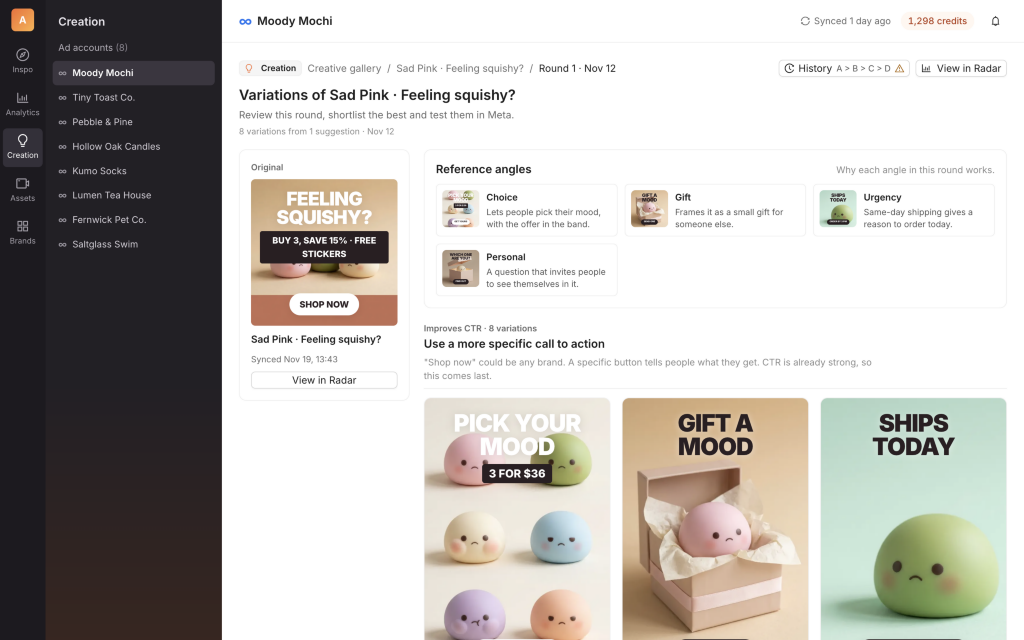 A
Inspo
Analytics
Creation
Assets
Brands
Creation
Ad accounts (8)
Moody Mochi
Tiny Toast Co.
Pebble & Pine
Hollow Oak Candles
Kumo Socks
Lumen Tea House
Fernwick Pet Co.
Saltglass Swim
Moody Mochi
Synced 1 day ago
1,298 credits
Creation
Creative gallery / Sad Pink · Feeling squishy? / Round 1 · Nov 12
History A > B > C > D
View in Radar
Variations of Sad Pink · Feeling squishy?
Review this round, shortlist the best and test them in Meta.
8 variations from 1 suggestion · Nov 12
Original
FEELING
SQUISHY?
BUY 3, SAVE 15% · FREE
STICKERS
SHOP NOW
Sad Pink · Feeling squishy?
Synced Nov 19, 13:43
View in Radar
Reference angles
Why each angle in this round works.
Choice
Lets people pick their mood,
with the offer in the band.
GIFT A
MOOD
Gift
Frames it as a small gift for
someone else.
SHIPS
TODAY
Urgency
Same-day shipping gives a
reason to order today.
WHICH ONE
ARE YOU?
Personal
A question that invites people
to see themselves in it.
Improves CTR · 8 variations
Use a more specific call to action
"Shop now" could be any brand. A specific button tells people what they get. CTR is already strong, so
this comes last.
PICK YOUR
MOOD
3 FOR $36
GIFT A
MOOD
SHIPS
TODAY